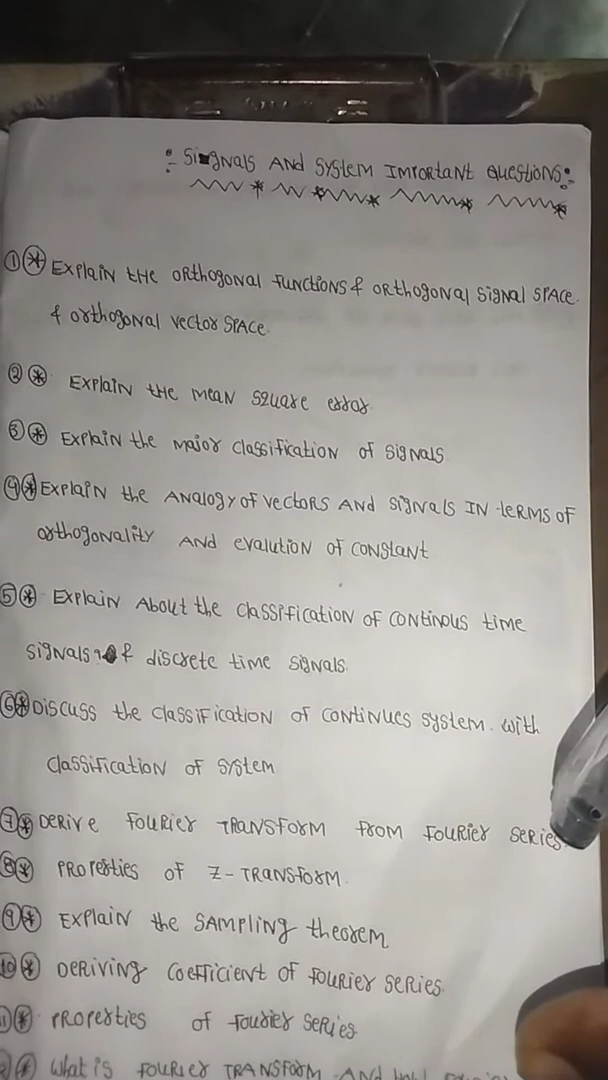 :- SignalS AND SyStEM IMPORtaNt QuEStiONS:-
① * ExplaiN tHE ORthogoNal fuNctioNS & ORthogoNal SigNal SPACE.
& orthogoNal vector SPACE.
② * ExplaiN tHE MEAN Square error
③ * ExplaiN the major classificatioN of SigNalS
④ * ExplaiN the ANAlogy of vectORS AND SigNalS IN tERMS OF
orthogoNality AND evalutioN of coNStaNt
⑤ * ExplaiN About the classificatioN of coNtiNous time
SigNalS & discrete time SigNalS.
⑥ * Discuss the classificatioN of coNtiNues System. with
classificatioN of System
⑦ * DERIVE fourier TRANSfoRM fRom fouriEr SERIES
⑧ * PROPerties of Z-TRANSfoRM.
⑨ * ExplaiN the SAMPliNg theorEM
⑩ * DERiviNg coefficieNt of fouriEr SERIES.
* PROPerties of fourier SERiES
* What is fouriEr TRANSfoRM AND